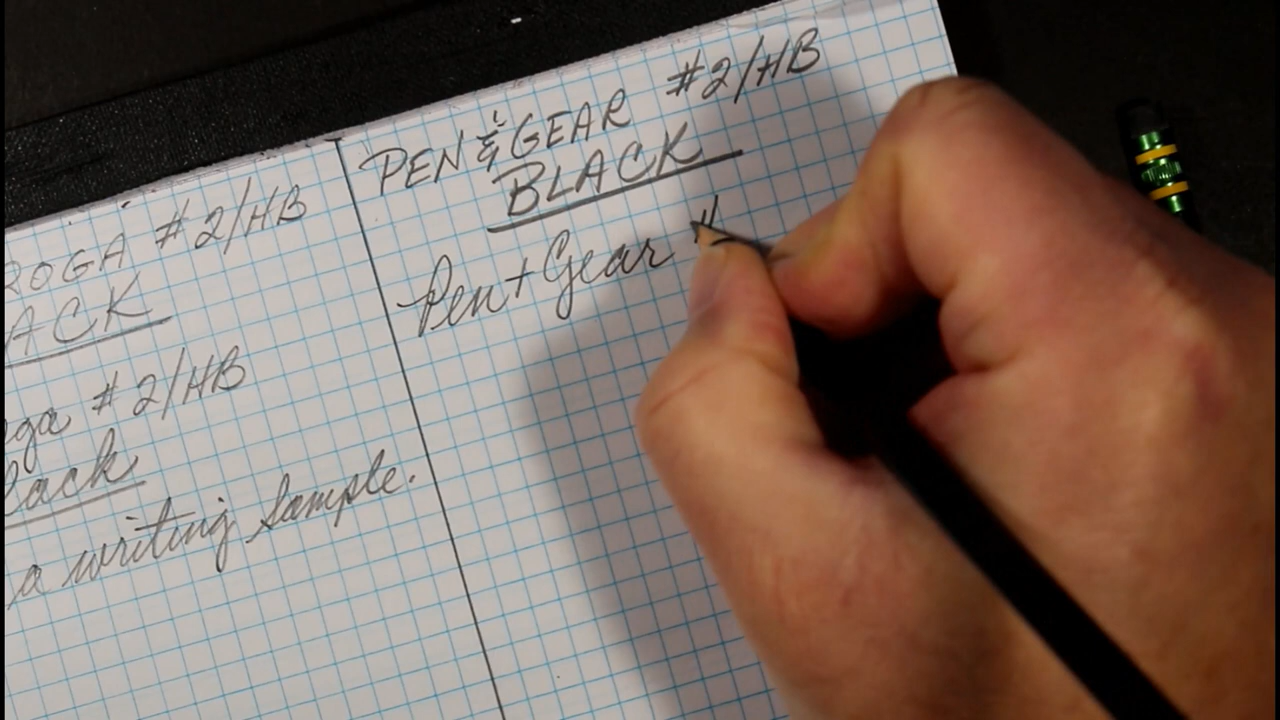 ROGA #2/HB
ACK
ga #2/HB
lack
a writing sample.
PEN & GEAR #2/HB
BLACK
Pen + Gear